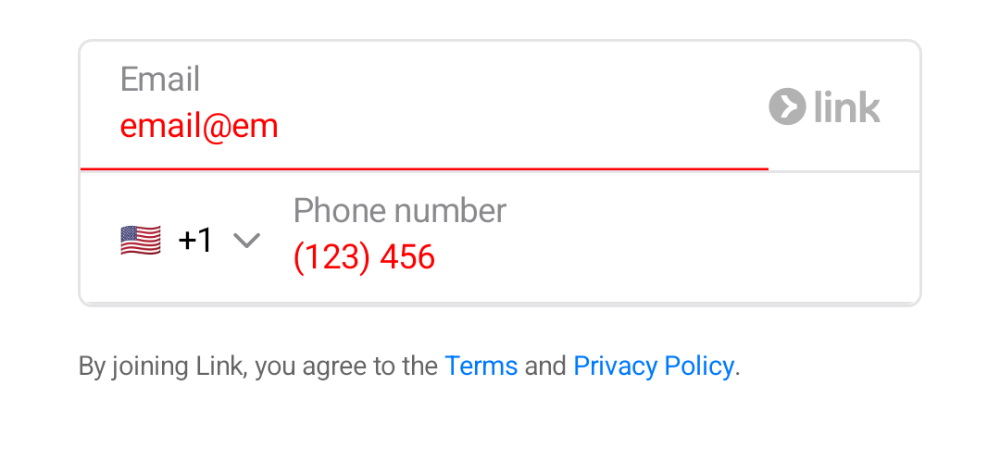 Email
email@em
link
+1
Phone number
(123) 456
By joining Link, you agree to the Terms and Privacy Policy.